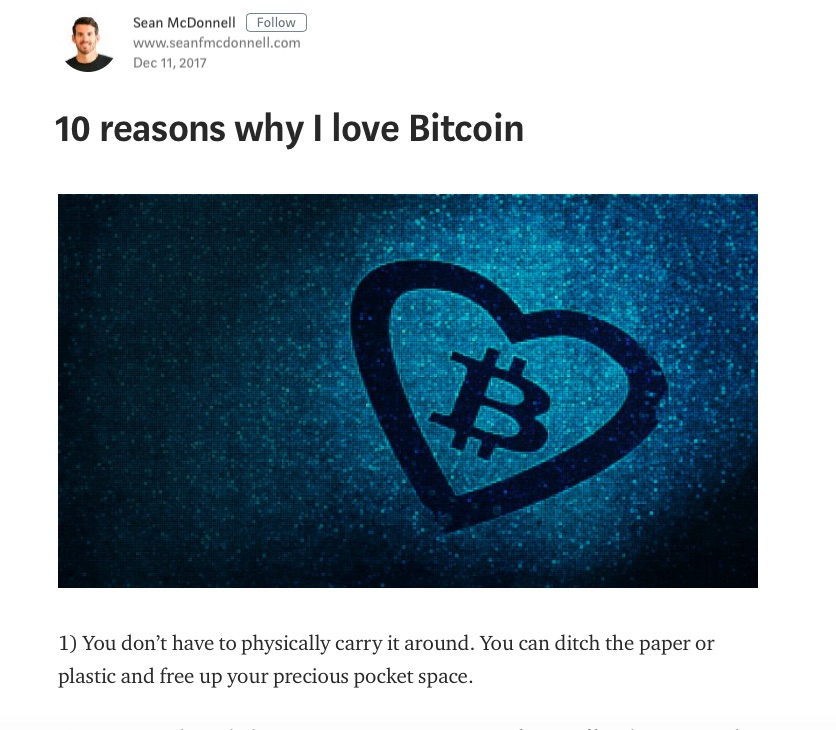 Sean McDonnell Follow
www.seanfmcdonnell.com
Dec 11, 2017
10 reasons why I love Bitcoin
1) You don’t have to physically carry it around. You can ditch the paper or
plastic and free up your precious pocket space.